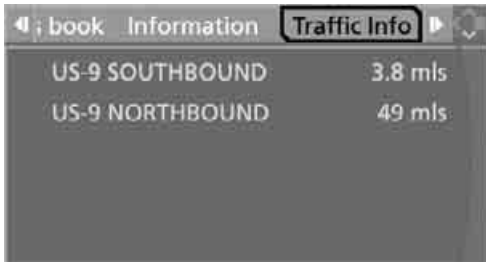 : book Information Traffic Info
US-9 SOUTHBOUND 3.8 mls
US-9 NORTHBOUND 49 mls